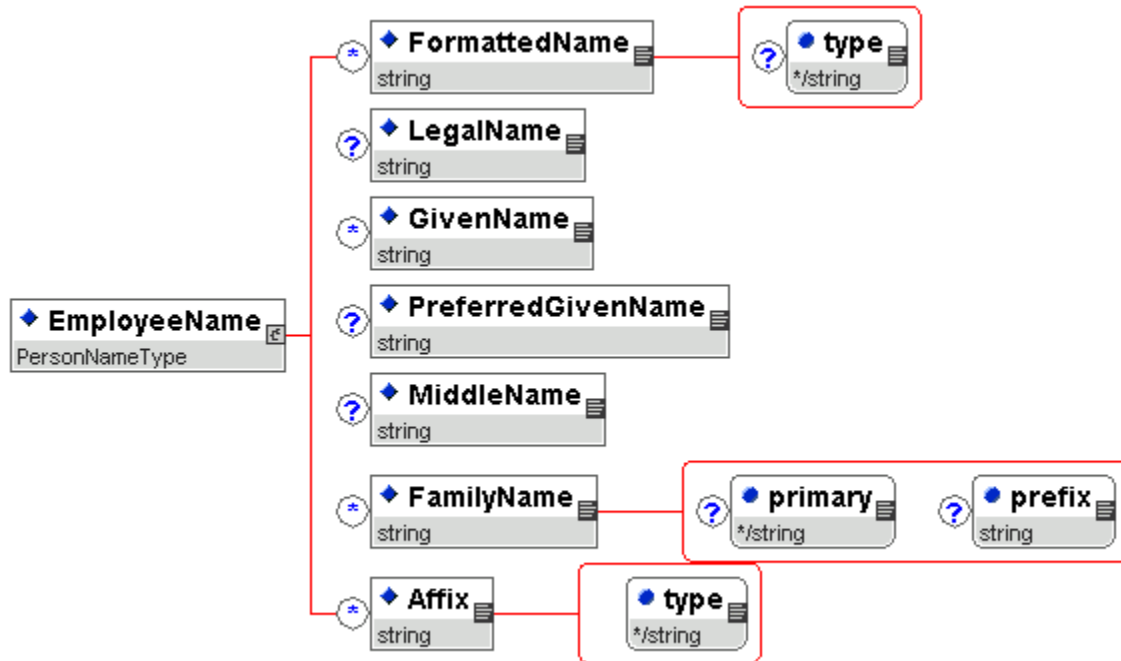 * FormattedName
string
? type
*/string
? LegalName
string
* GivenName
string
EmployeeName
PersonNameType
? PreferredGivenName
string
? MiddleName
string
* FamilyName
string
? primary
*/string
? prefix
string
* Affix
string
type
*/string